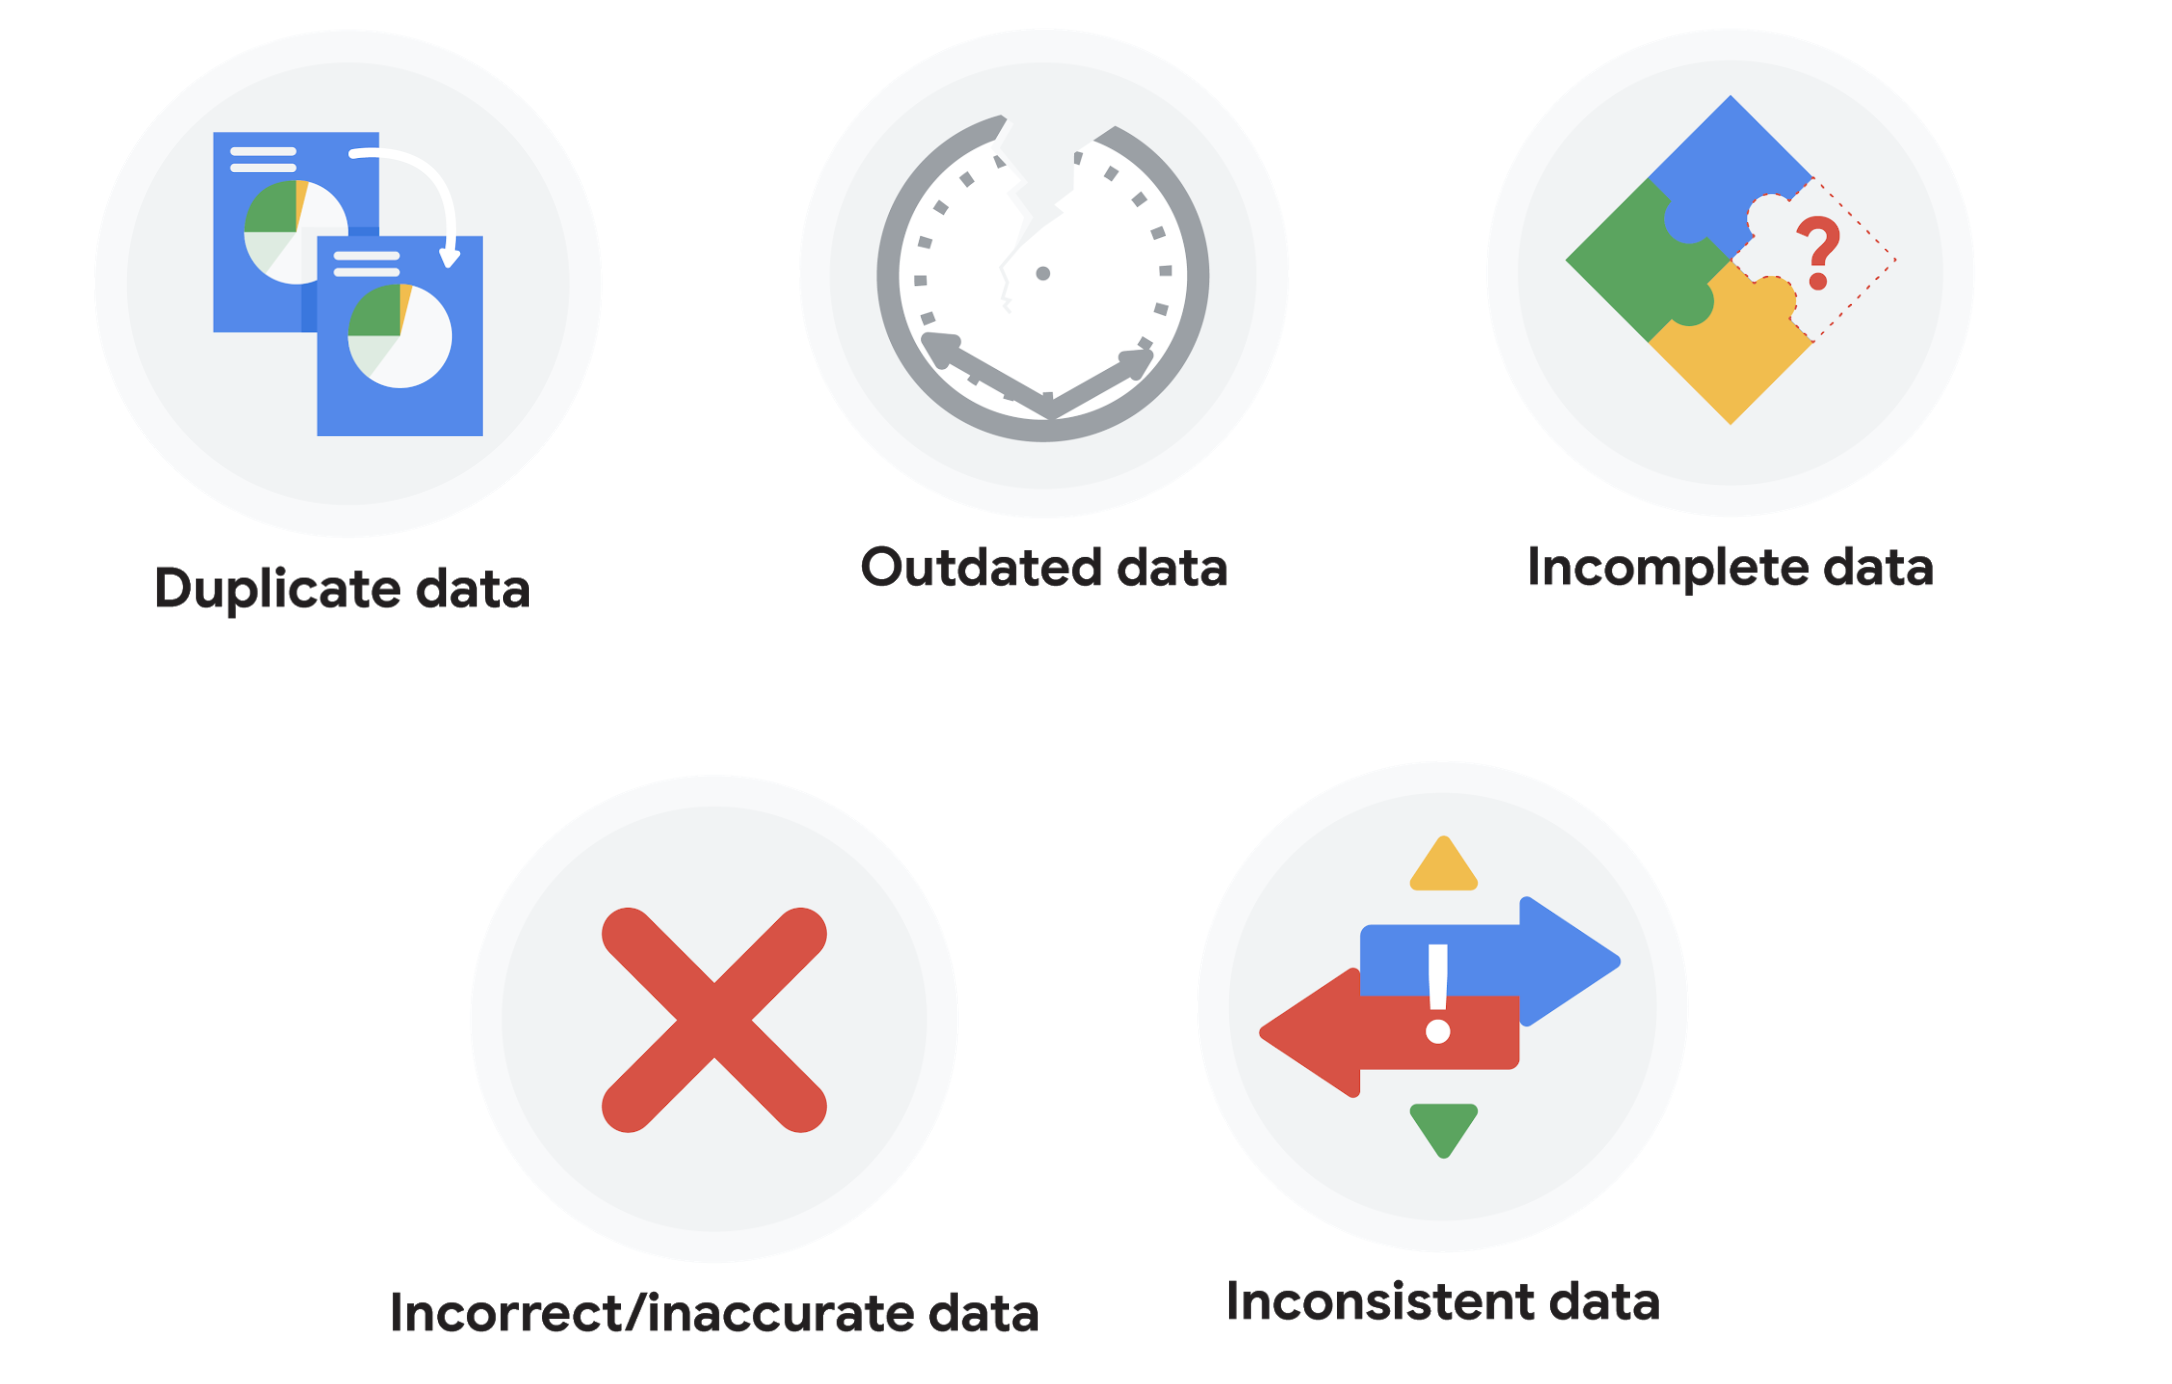 Duplicate data
Outdated data
?
Incomplete data
Incorrect/inaccurate data
!
Inconsistent data